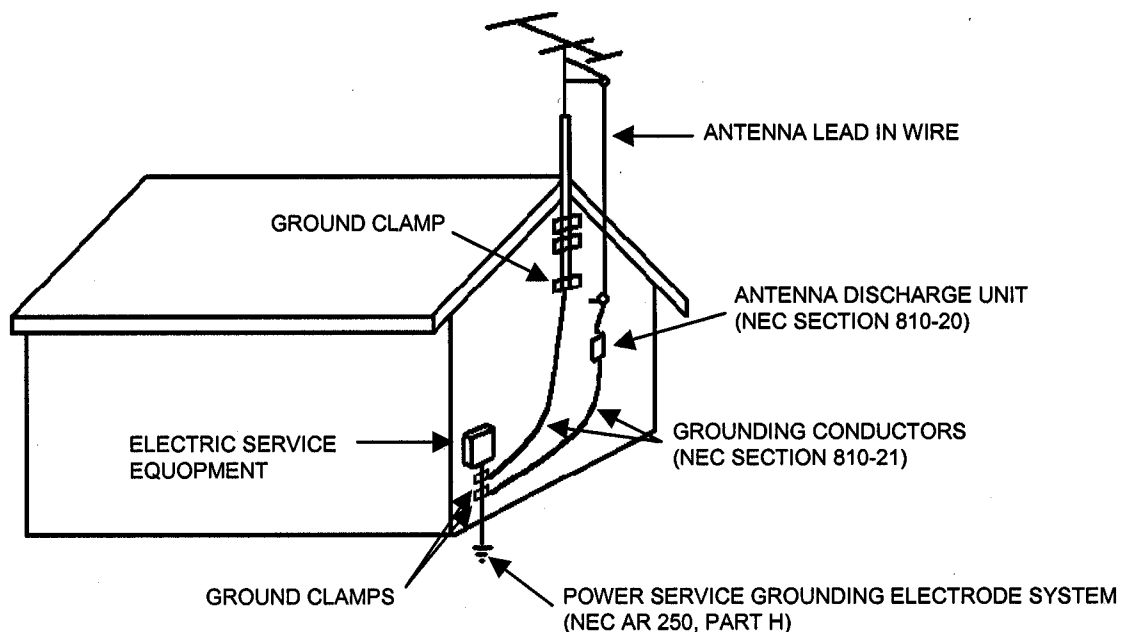 ANTENNA LEAD IN WIRE
GROUND CLAMP
ANTENNA DISCHARGE UNIT
(NEC SECTION 810-20)
ELECTRIC SERVICE
EQUOPMENT
GROUNDING CONDUCTORS
(NEC SECTION 810-21)
GROUND CLAMPS
POWER SERVICE GROUNDING ELECTRODE SYSTEM
(NEC AR 250, PART H)